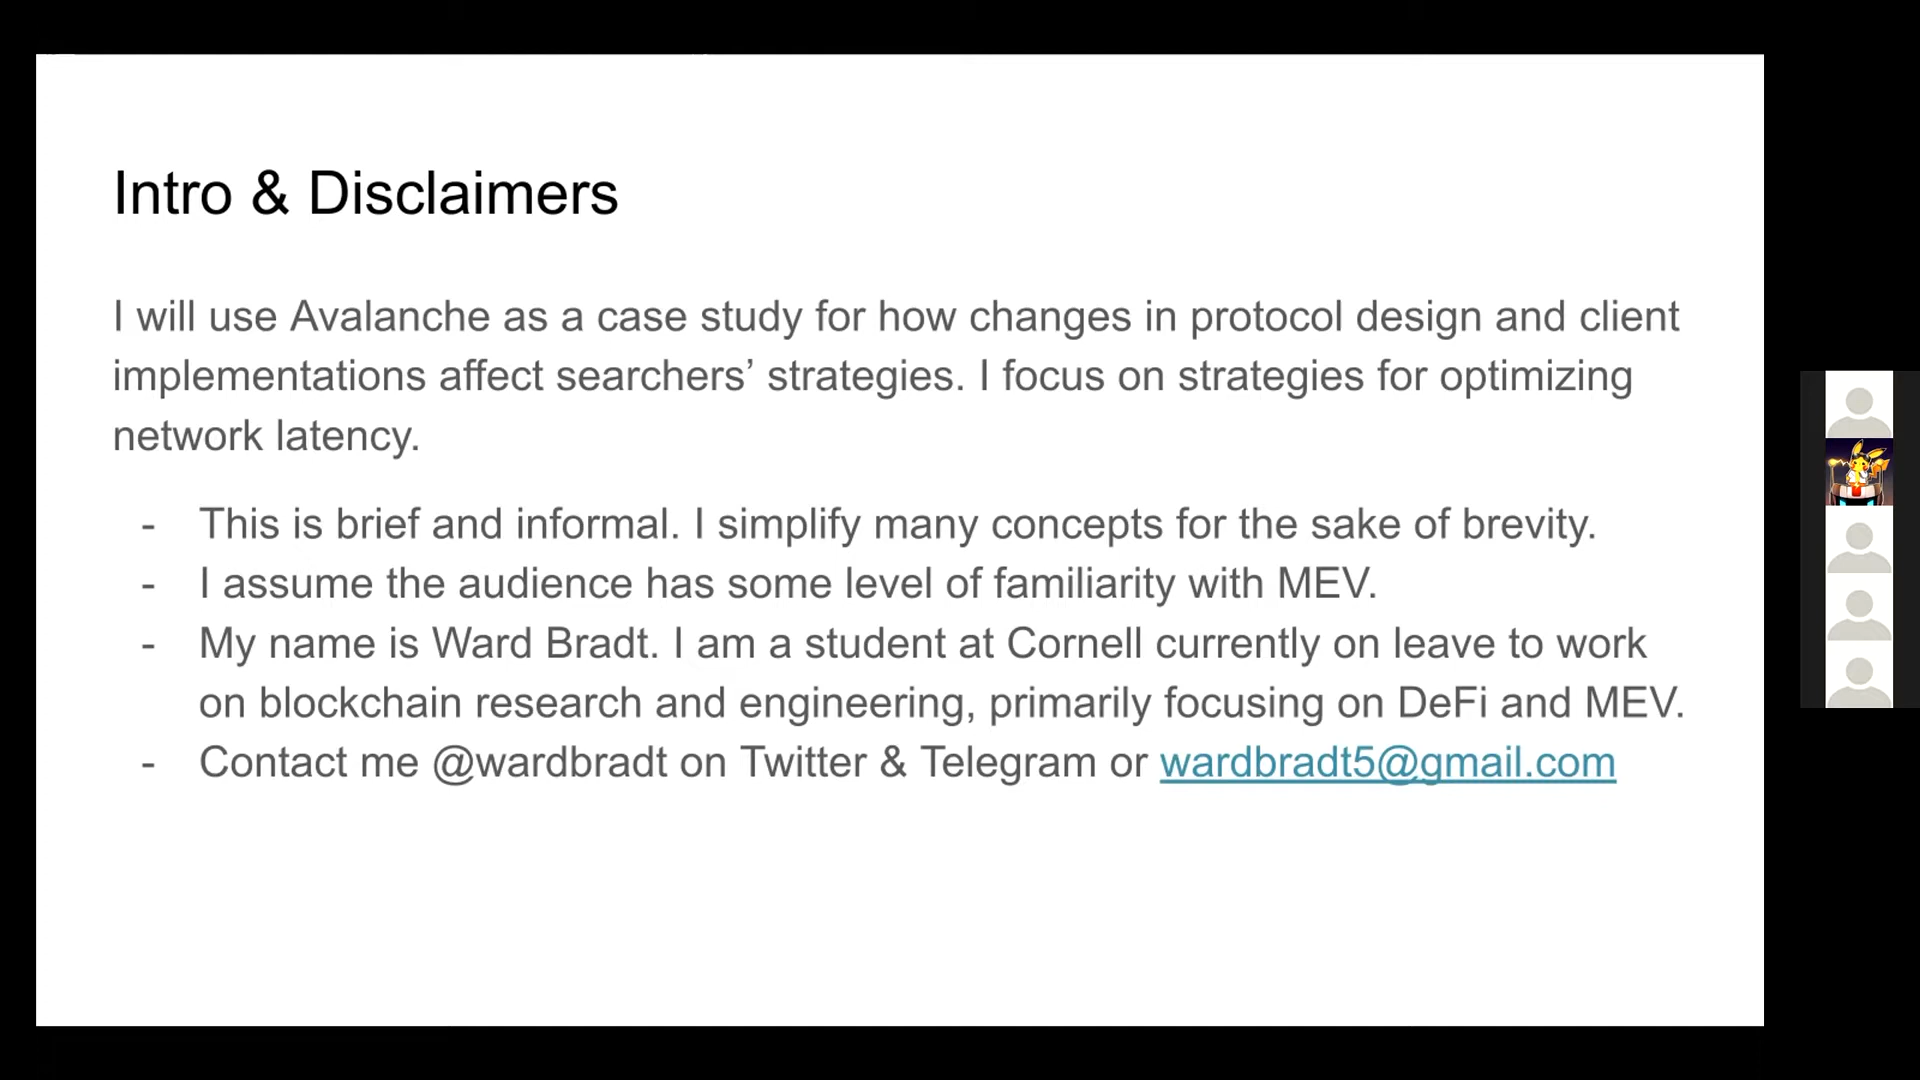 Intro & Disclaimers
I will use Avalanche as a case study for how changes in protocol design and client
implementations affect searchers’ strategies. I focus on strategies for optimizing
network latency.
- This is brief and informal. I simplify many concepts for the sake of brevity.
- I assume the audience has some level of familiarity with MEV.
- My name is Ward Bradt. I am a student at Cornell currently on leave to work
on blockchain research and engineering, primarily focusing on DeFi and MEV.
- Contact me @wardbradt on Twitter & Telegram or wardbradt5@gmail.com